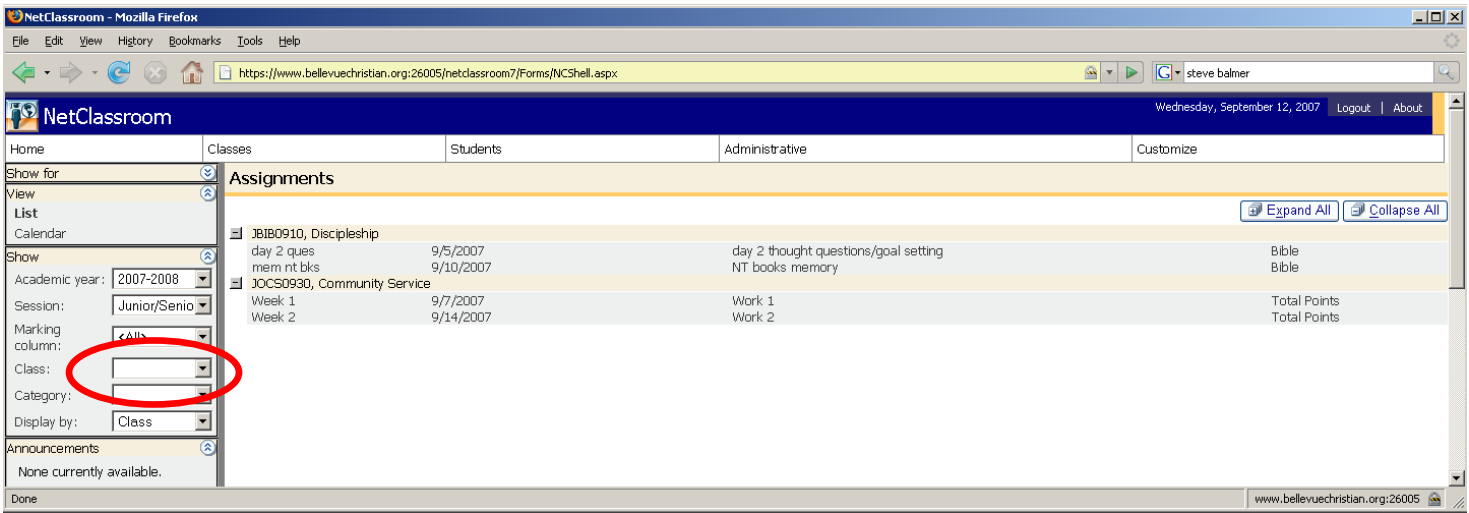 NetClassroom - Mozilla Firefox
File Edit View History Bookmarks Tools Help
https://www.bellevuechristian.org:26005/netclassroom7/Forms/NCShell.aspx G steve balmer
NetClassroom Wednesday, September 12, 2007 Logout | About
Home Classes Students Administrative Customize
Show for
Assignments
View
List
Expand All Collapse All
Calendar
JBIB0910, Discipleship
day 2 ques 9/5/2007 day 2 thought questions/goal setting Bible
mem nt bks 9/10/2007 NT books memory Bible
JOCS0930, Community Service
Week 1 9/7/2007 Work 1 Total Points
Week 2 9/14/2007 Work 2 Total Points
Show
Academic year: 2007-2008
Session: Junior/Senio
Marking column: <All>
Class:
Category:
Display by: Class
Announcements
None currently available.
Done www.bellevuechristian.org:26005